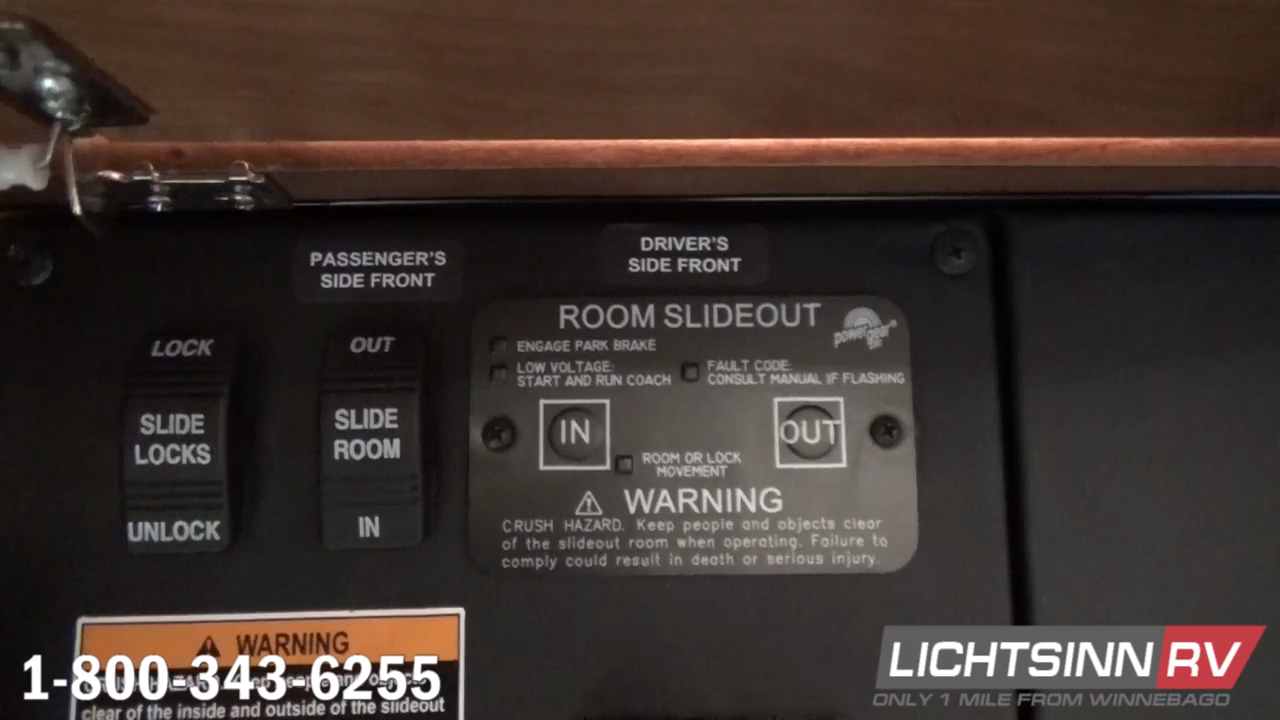 PASSENGER'S
SIDE FRONT
DRIVER'S
SIDE FRONT
LOCK
SLIDE
LOCKS
UNLOCK
OUT
SLIDE
ROOM
IN
ROOM SLIDEOUT
powergear
ENGAGE PARK BRAKE
LOW VOLTAGE:
START AND RUN COACH
FAULT CODE:
CONSULT MANUAL IF FLASHING
IN
OUT
ROOM OR LOCK
MOVEMENT
WARNING
CRUSH HAZARD. Keep people and objects clear
of the slideout room when operating. Failure to
comply could result in death or serious injury.
WARNING
clear of the inside and outside of the slideout
1-800-343-6255
LICHTSINN RV
ONLY 1 MILE FROM WINNEBAGO